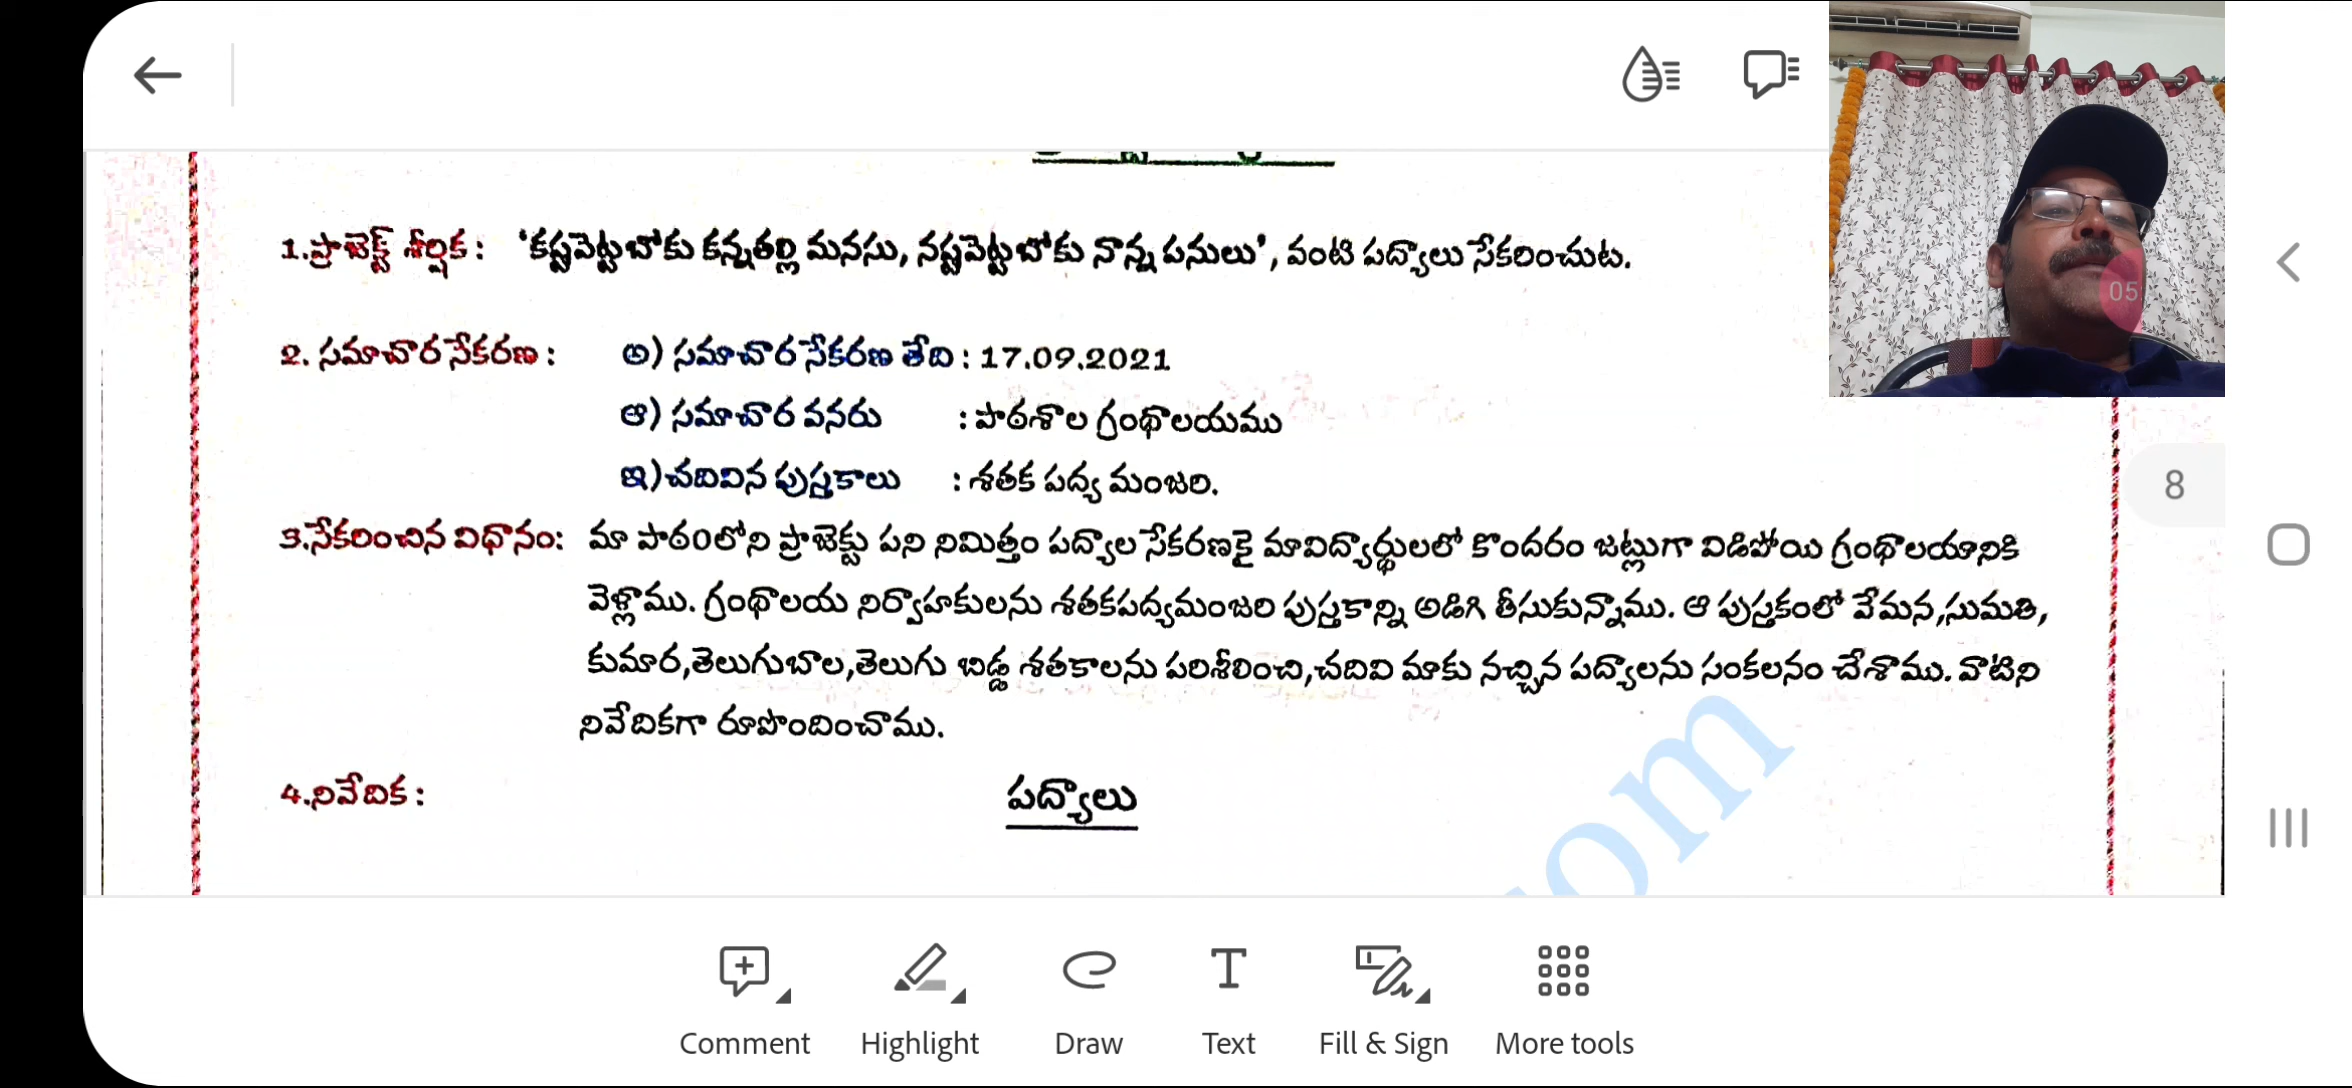 1.ప్రాజెక్ట్ శీర్షిక : 'కష్టపెట్టబోకు కన్నతల్లి మనసు, నష్టపెట్టబోకు నాన్న పనులు', వంటి పద్యాలు సేకరించుట.
05
2. సమాచార సేకరణ : అ) సమాచార సేకరణ తేది : 17.09.2021
ఆ) సమాచార వనరు : పాఠశాల గ్రంథాలయము
ఇ)చదివిన పుస్తకాలు : శతక పద్య మంజరి.
8
3.సేకరించిన విధానం: మా పాఠంలోని ప్రాజెక్టు పని నిమిత్తం పద్యాల సేకరణకై మావిద్యార్థులలో కొందరం జట్లుగా విడిపోయి గ్రంథాలయానికి
వెళ్లాము. గ్రంథాలయ నిర్వాహకులను శతకపద్యమంజరి పుస్తకాన్ని అడిగి తీసుకున్నాము. ఆ పుస్తకంలో వేమన,సుమతి,
కుమార,తెలుగుబాల,తెలుగు బిడ్డ శతకాలను పరిశీలించి,చదివి మాకు నచ్చిన పద్యాలను సంకలనం చేశాము. వాటిని
నివేదికగా రూపొందించాము.
4.నివేదిక : పద్యాలు
om
Comment Highlight Draw Text Fill & Sign More tools